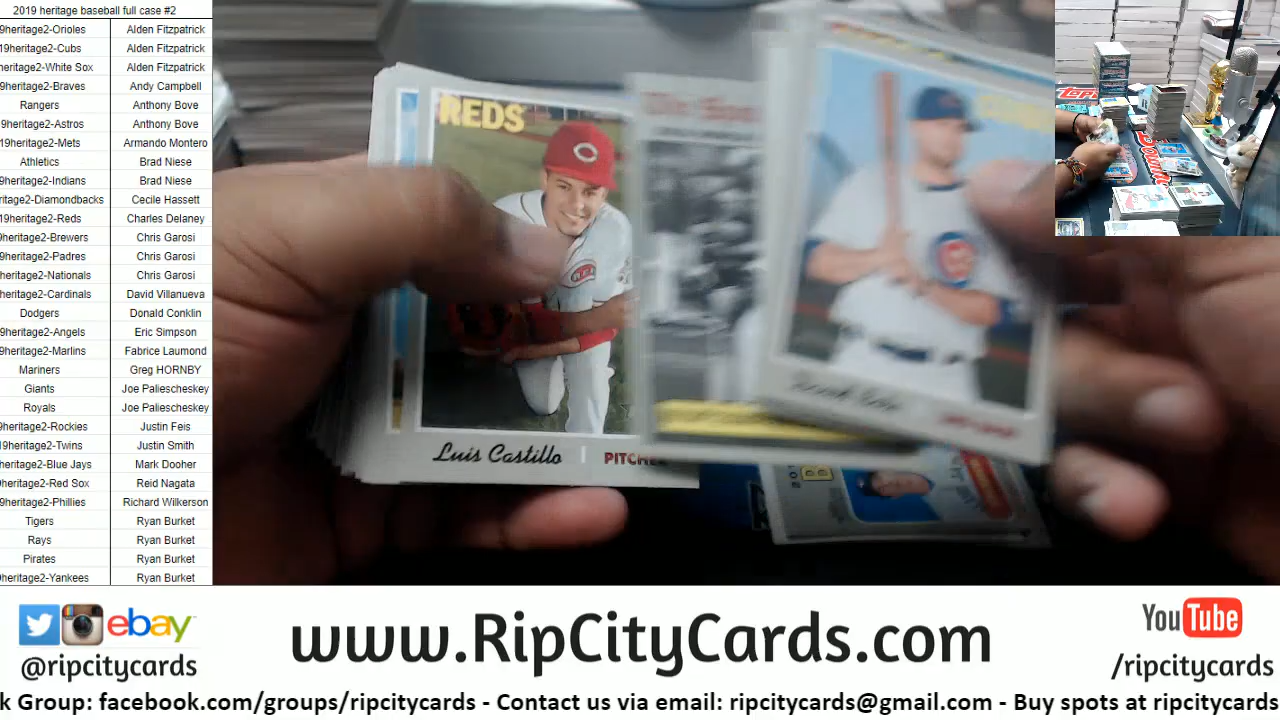 2019 heritage baseball full case #2
9heritage2-Orioles Alden Fitzpatrick
19heritage2-Cubs Alden Fitzpatrick
heritage2-White Sox Alden Fitzpatrick
9heritage2-Braves Andy Campbell
Rangers Anthony Bove
9heritage2-Astros Anthony Bove
19heritage2-Mets Armando Montero
Athletics Brad Niese
9heritage2-Indians Brad Niese
ritage2-Diamondbacks Cecile Hassett
19heritage2-Reds Charles Delaney
9heritage2-Brewers Chris Garosi
9heritage2-Padres Chris Garosi
heritage2-Nationals Chris Garosi
heritage2-Cardinals David Villanueva
Dodgers Donald Conklin
9heritage2-Angels Eric Simpson
9heritage2-Marlins Fabrice Laumond
Mariners Greg HORNBY
Giants Joe Paliescheskey
Royals Joe Paliescheskey
9heritage2-Rockies Justin Feis
19heritage2-Twins Justin Smith
heritage2-Blue Jays Mark Dooher
heritage2-Red Sox Reid Nagata
9heritage2-Phillies Richard Wilkerson
Tigers Ryan Burket
Rays Ryan Burket
Pirates Ryan Burket
9heritage2-Yankees Ryan Burket
REDS
Luis Castillo PITCHE
ebay
@ripcitycards
www.RipCityCards.com
YouTube
/ripcitycards
k Group: facebook.com/groups/ripcitycards - Contact us via email: ripcitycards@gmail.com - Buy spots at ripcitycards